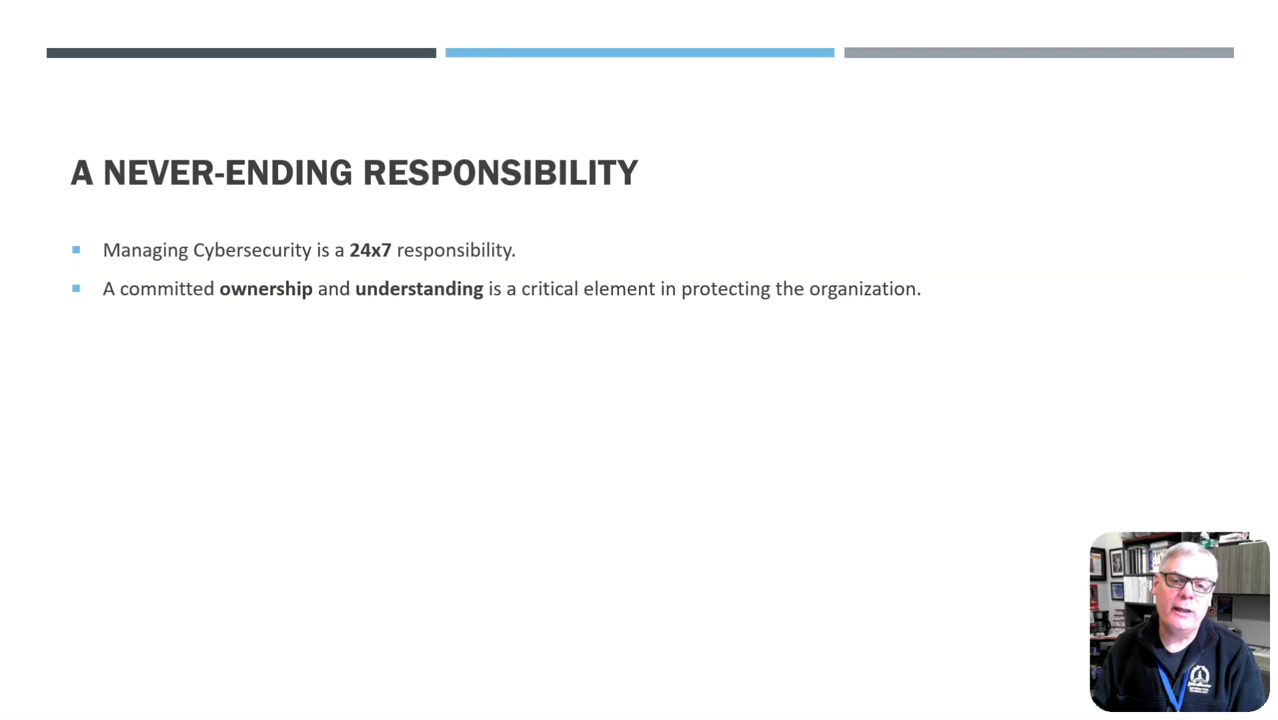 A NEVER-ENDING RESPONSIBILITY
Managing Cybersecurity is a 24x7 responsibility.
A committed ownership and understanding is a critical element in protecting the organization.